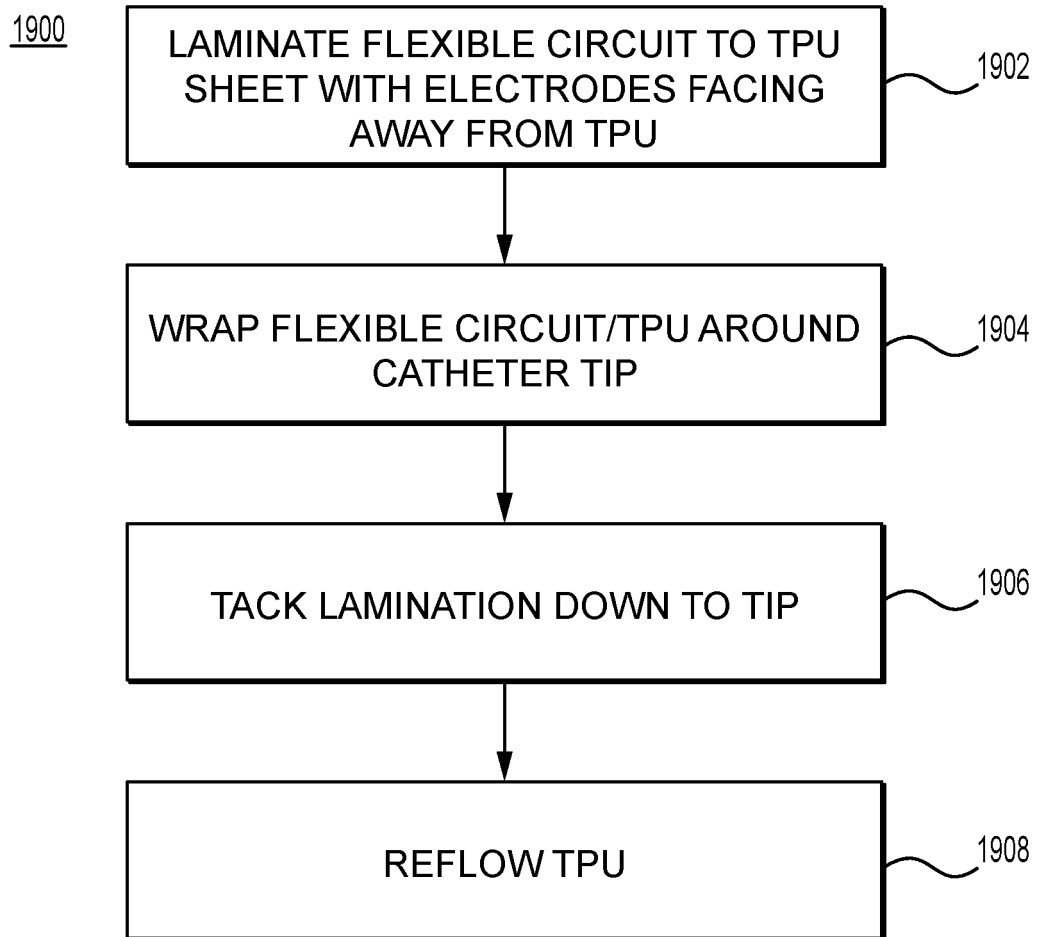 1900
LAMINATE FLEXIBLE CIRCUIT TO TPU
SHEET WITH ELECTRODES FACING
AWAY FROM TPU
1902
WRAP FLEXIBLE CIRCUIT/TPU AROUND
CATHETER TIP
1904
TACK LAMINATION DOWN TO TIP
1906
REFLOW TPU
1908